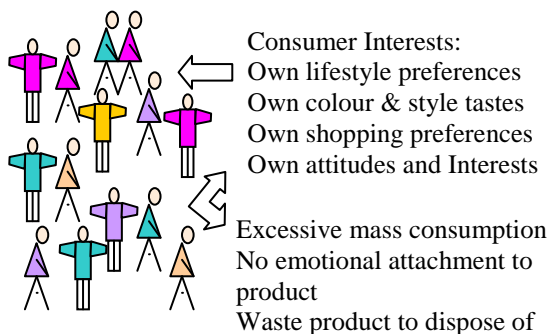 Consumer Interests:
Own lifestyle preferences
Own colour & style tastes
Own shopping preferences
Own attitudes and Interests
Excessive mass consumption
No emotional attachment to
product
Waste product to dispose of